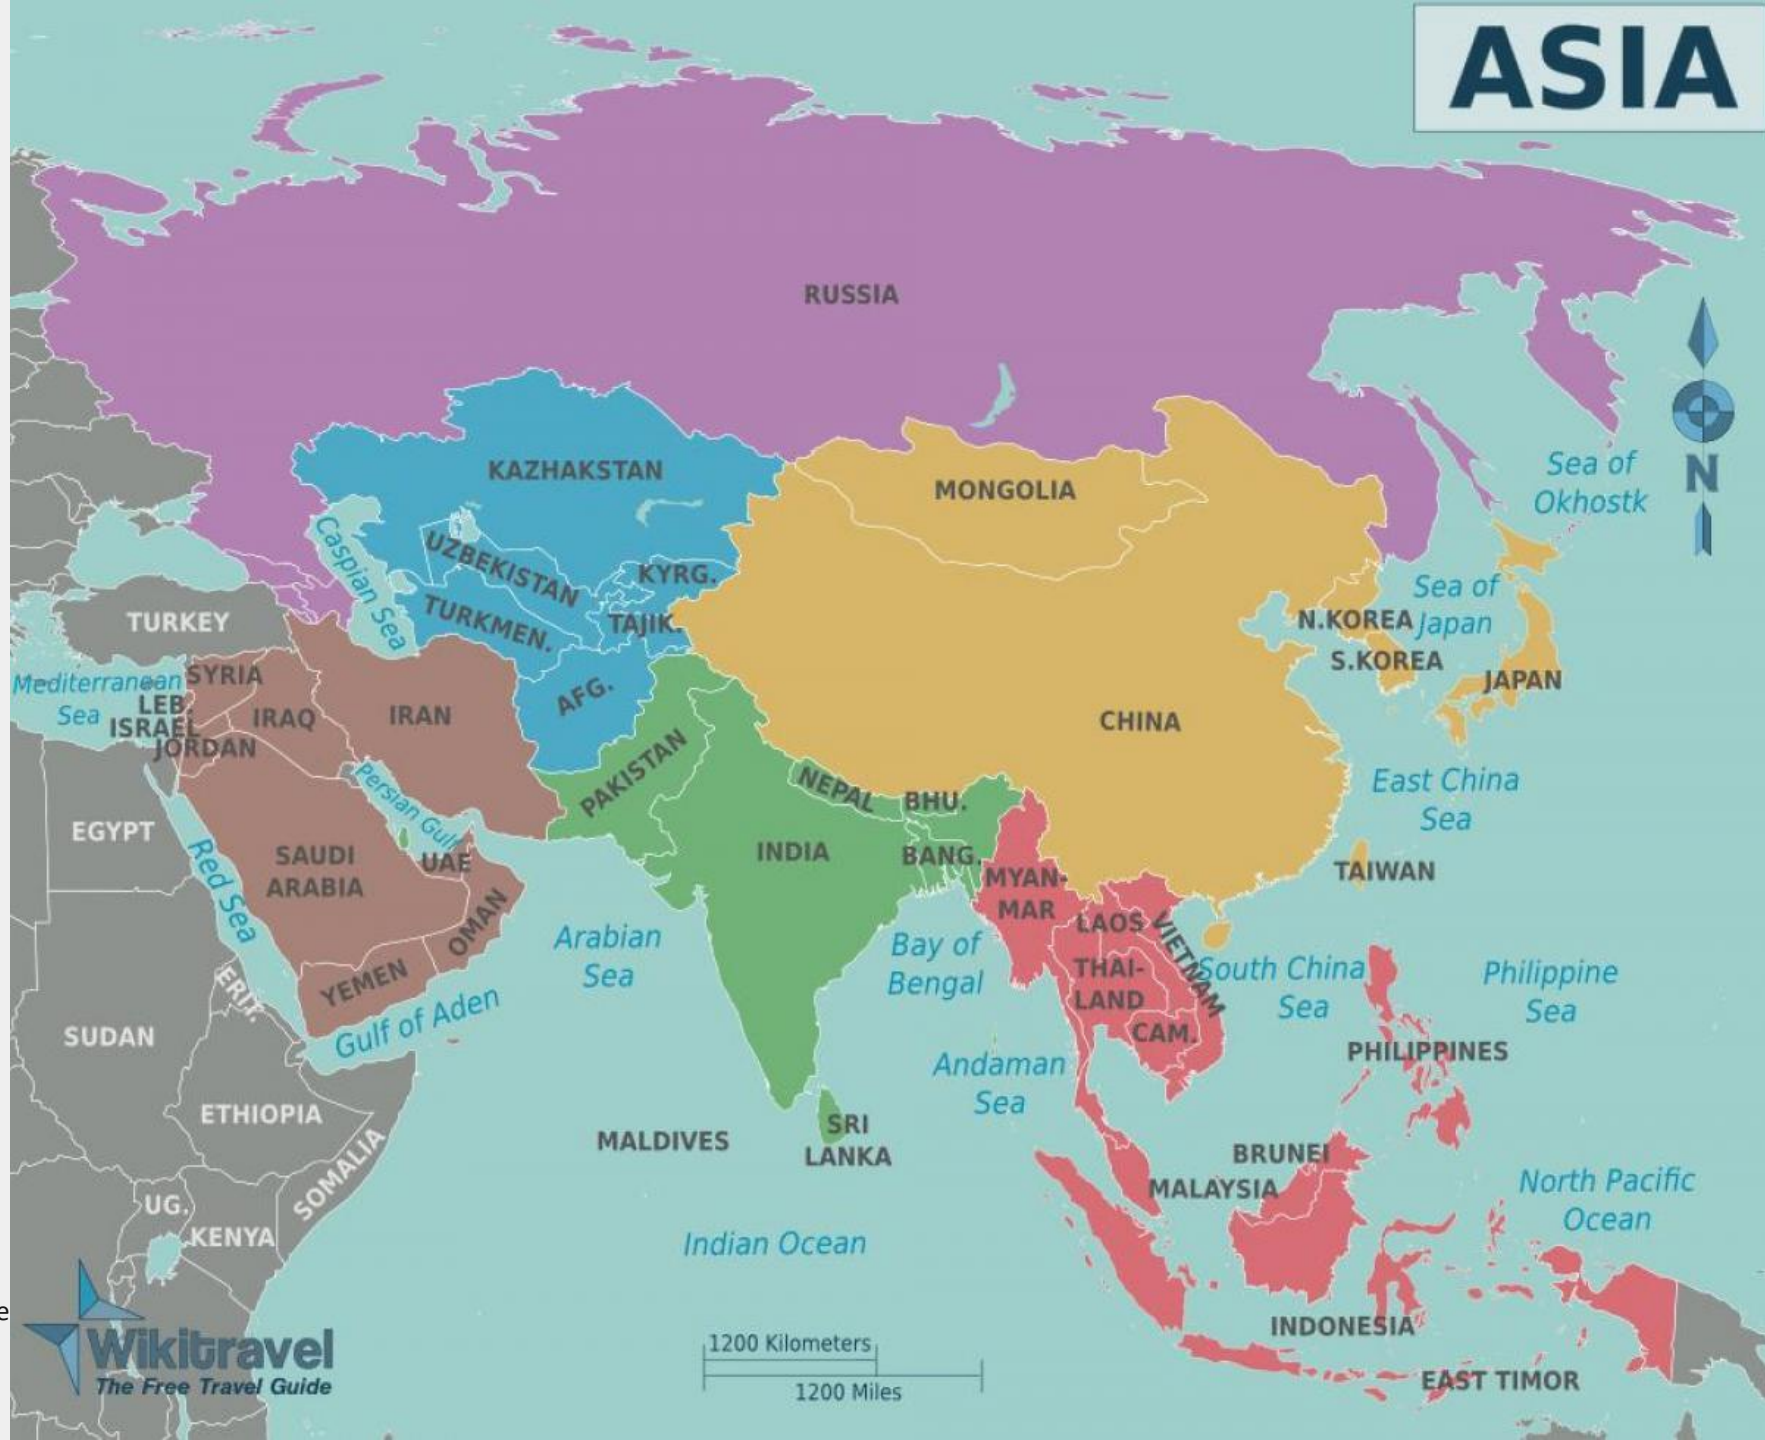 ASIA
RUSSIA
KAZHAKSTAN
MONGOLIA
Sea of
Okhostk
N
Caspian Sea
UZBEKISTAN
KYRG.
TURKMEN.
TAJIK.
Sea of
Japan
N.KOREA
S.KOREA
JAPAN
TURKEY
Mediterranean
Sea
SYRIA
LEB.
ISRAEL
JORDAN
IRAQ
IRAN
AFG.
CHINA
PAKISTAN
NEPAL
BHU.
East China
Sea
Persian Gulf
EGYPT
Red Sea
SAUDI
ARABIA
UAE
OMAN
INDIA
BANG.
MYAN-
MAR
TAIWAN
LAOS
VIETNAM
Arabian
Sea
Bay of
Bengal
THAI-
LAND
South China
Sea
Philippine
Sea
YEMEN
ERIT.
Gulf of Aden
SUDAN
CAM.
PHILIPPINES
Andaman
Sea
ETHIOPIA
SOMALIA
MALDIVES
SRI
LANKA
BRUNEI
MALAYSIA
North Pacific
Ocean
UG.
KENYA
Indian Ocean
INDONESIA
EAST TIMOR
e
Wikitravel
The Free Travel Guide
1200 Kilometers
1200 Miles